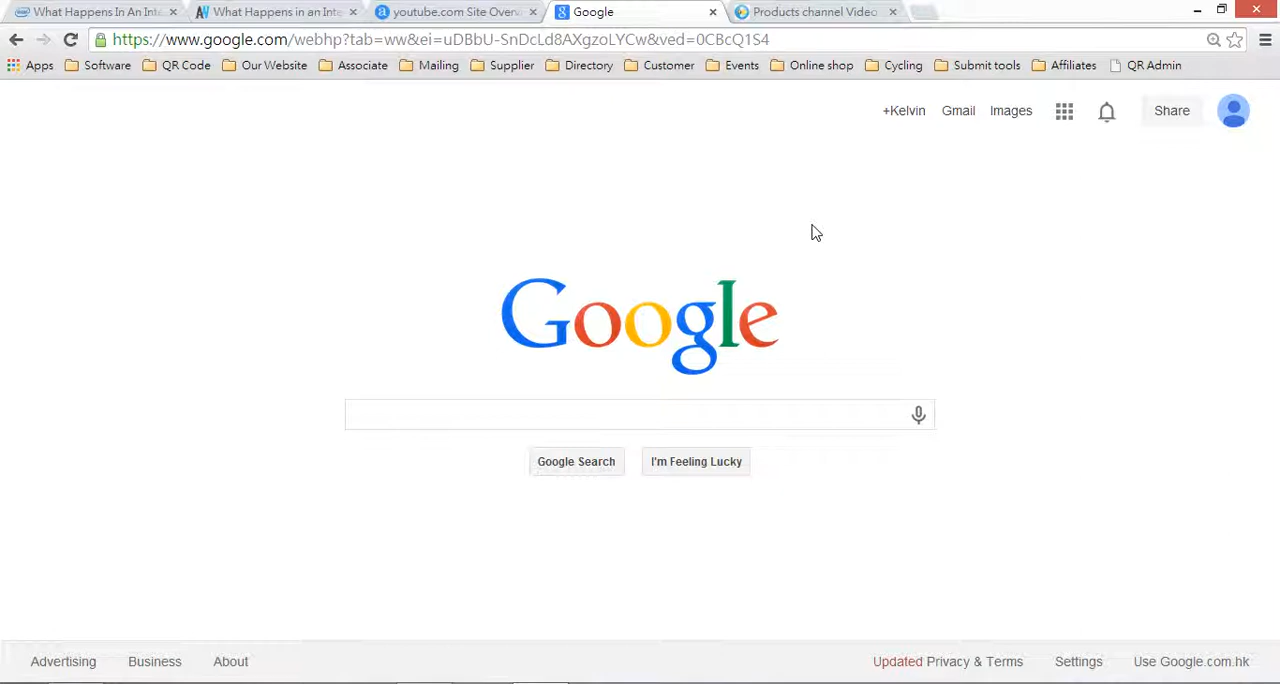 What Happens In An Inte
What Happens in an Inte
youtube.com Site Overvi
Google
Products channel Video
https://www.google.com/webhp?tab=ww&ei=uDBbU-SnDcLd8AXgzoLYCw&ved=0CBcQ1S4
Apps Software QR Code Our Website Associate Mailing Supplier Directory Customer Events Online shop Cycling Submit tools Affiliates QR Admin
+Kelvin Gmail Images Share
Google
Google Search I'm Feeling Lucky
Advertising Business About Updated Privacy & Terms Settings Use Google.com.hk